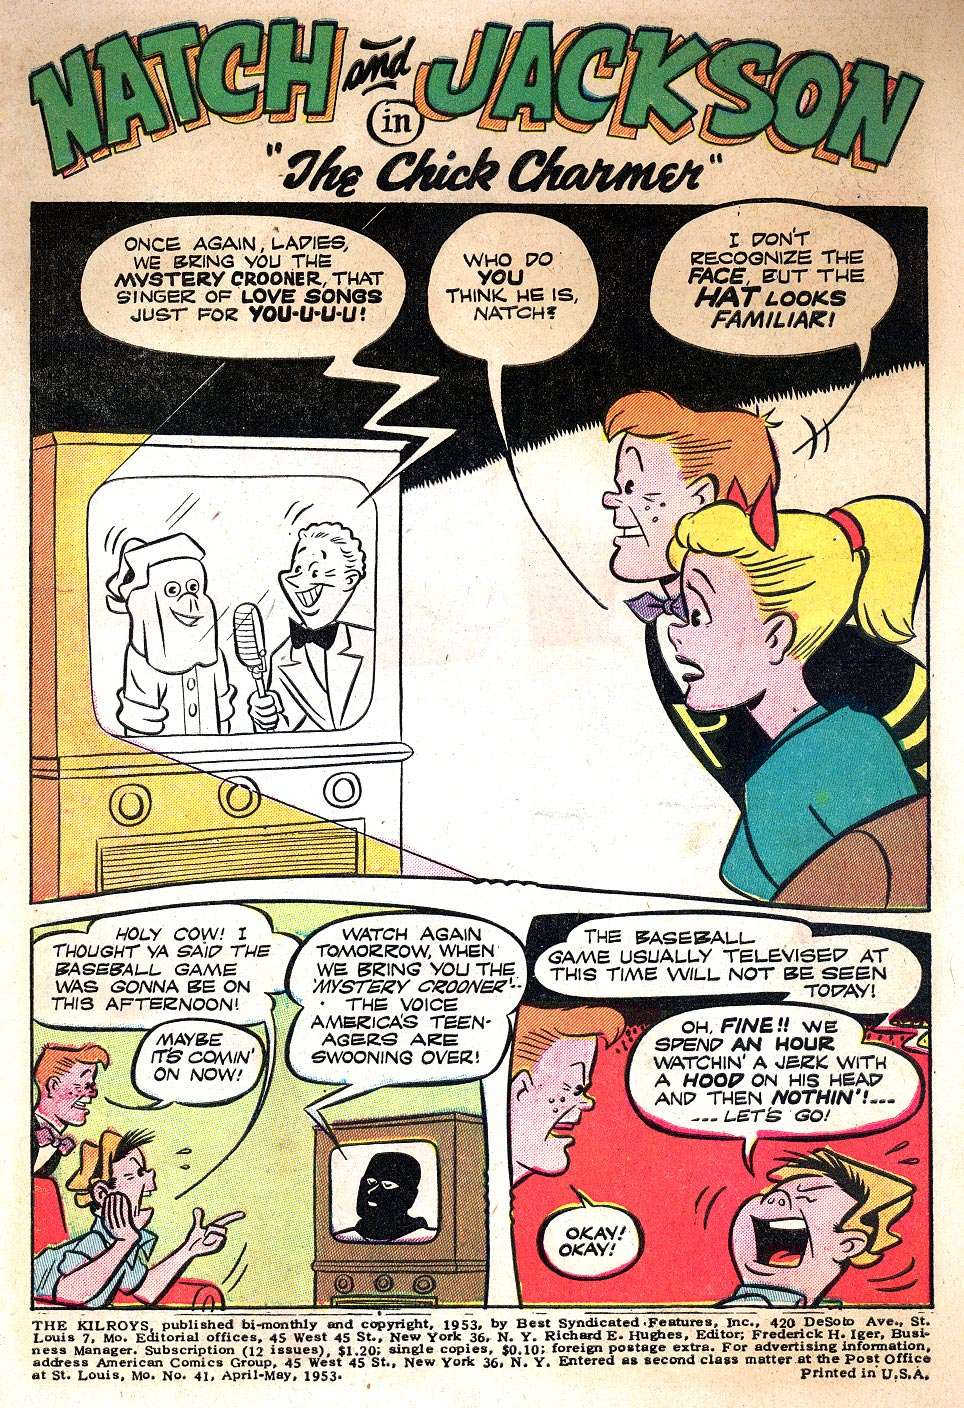 NATCH and JACKSON
in
"The Chick Charmer"
ONCE AGAIN, LADIES,
WE BRING YOU THE
MYSTERY CROONER, THAT
SINGER OF LOVE SONGS
JUST FOR YOU-U-U-U!
WHO DO
YOU
THINK HE IS,
NATCH?
I DON'T
RECOGNIZE THE
FACE, BUT THE
HAT LOOKS
FAMILIAR!
HOLY COW! I
THOUGHT YA SAID THE
BASEBALL GAME
WAS GONNA BE ON
THIS AFTERNOON!
MAYBE
IT'S COMIN'
ON NOW!
WATCH AGAIN
TOMORROW, WHEN
WE BRING YOU THE
'MYSTERY CROONER'--
THE VOICE
AMERICA'S TEEN-
AGERS ARE
SWOONING OVER!
THE BASEBALL
GAME USUALLY TELEVISED AT
THIS TIME WILL NOT BE SEEN
TODAY!
OH, FINE!! WE
SPEND AN HOUR
WATCHIN' A JERK WITH
A HOOD ON HIS HEAD
AND THEN NOTHIN'!---
--- LET'S GO!
OKAY!
OKAY!
THE KILROYS, published bi-monthly and copyright, 1953, by Best Syndicated Features, Inc., 420 DeSoto Ave., St.
Louis 7, Mo. Editorial offices, 45 West 45 St., New York 36, N. Y. Richard E. Hughes, Editor; Frederick H. Iger, Busi-
ness Manager. Subscription (12 issues), $1.20; single copies, $0.10; foreign postage extra. For advertising information,
address American Comics Group, 45 West 45 St., New York 36, N. Y. Entered as second class matter at the Post Office
at St. Louis, Mo. No. 41, April-May, 1953. Printed in U.S.A.